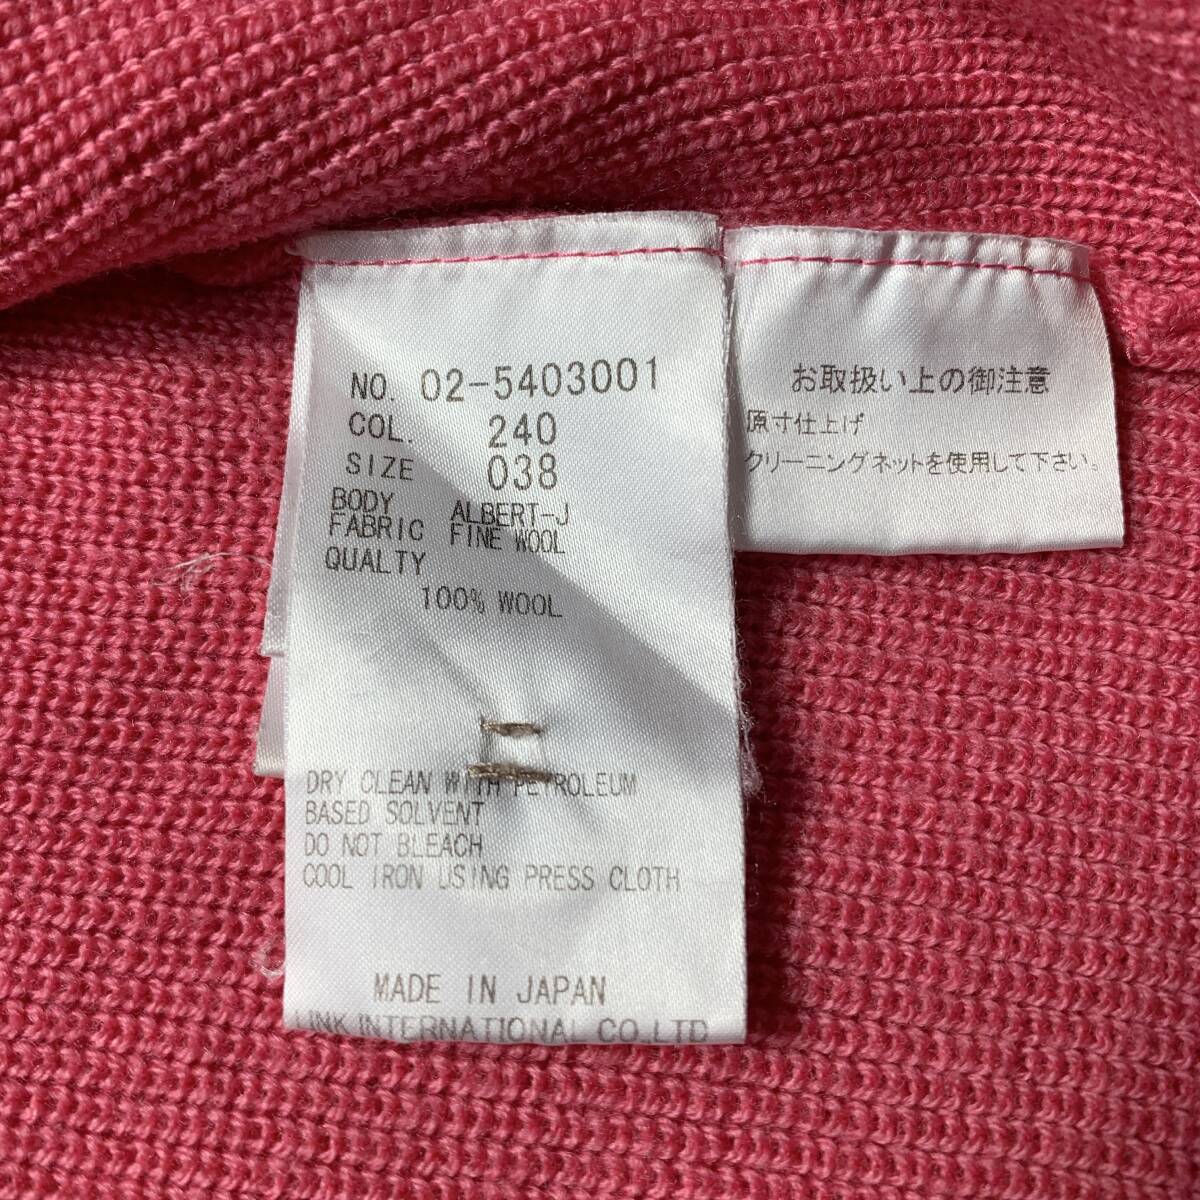 NO. 02-5403001
COL. 240
SIZE 038
BODY ALBERT-J
FABRIC FINE WOOL
QUALTY
100% WOOL
DRY CLEAN WITH PETROLEUM
BASED SOLVENT
DO NOT BLEACH
COOL IRON USING PRESS CLOTH
MADE IN JAPAN
LINK INTERNATIONAL CO.,LTD
お取扱い上の御注意
原寸仕上げ
クリーニングネットを使用して下さい。